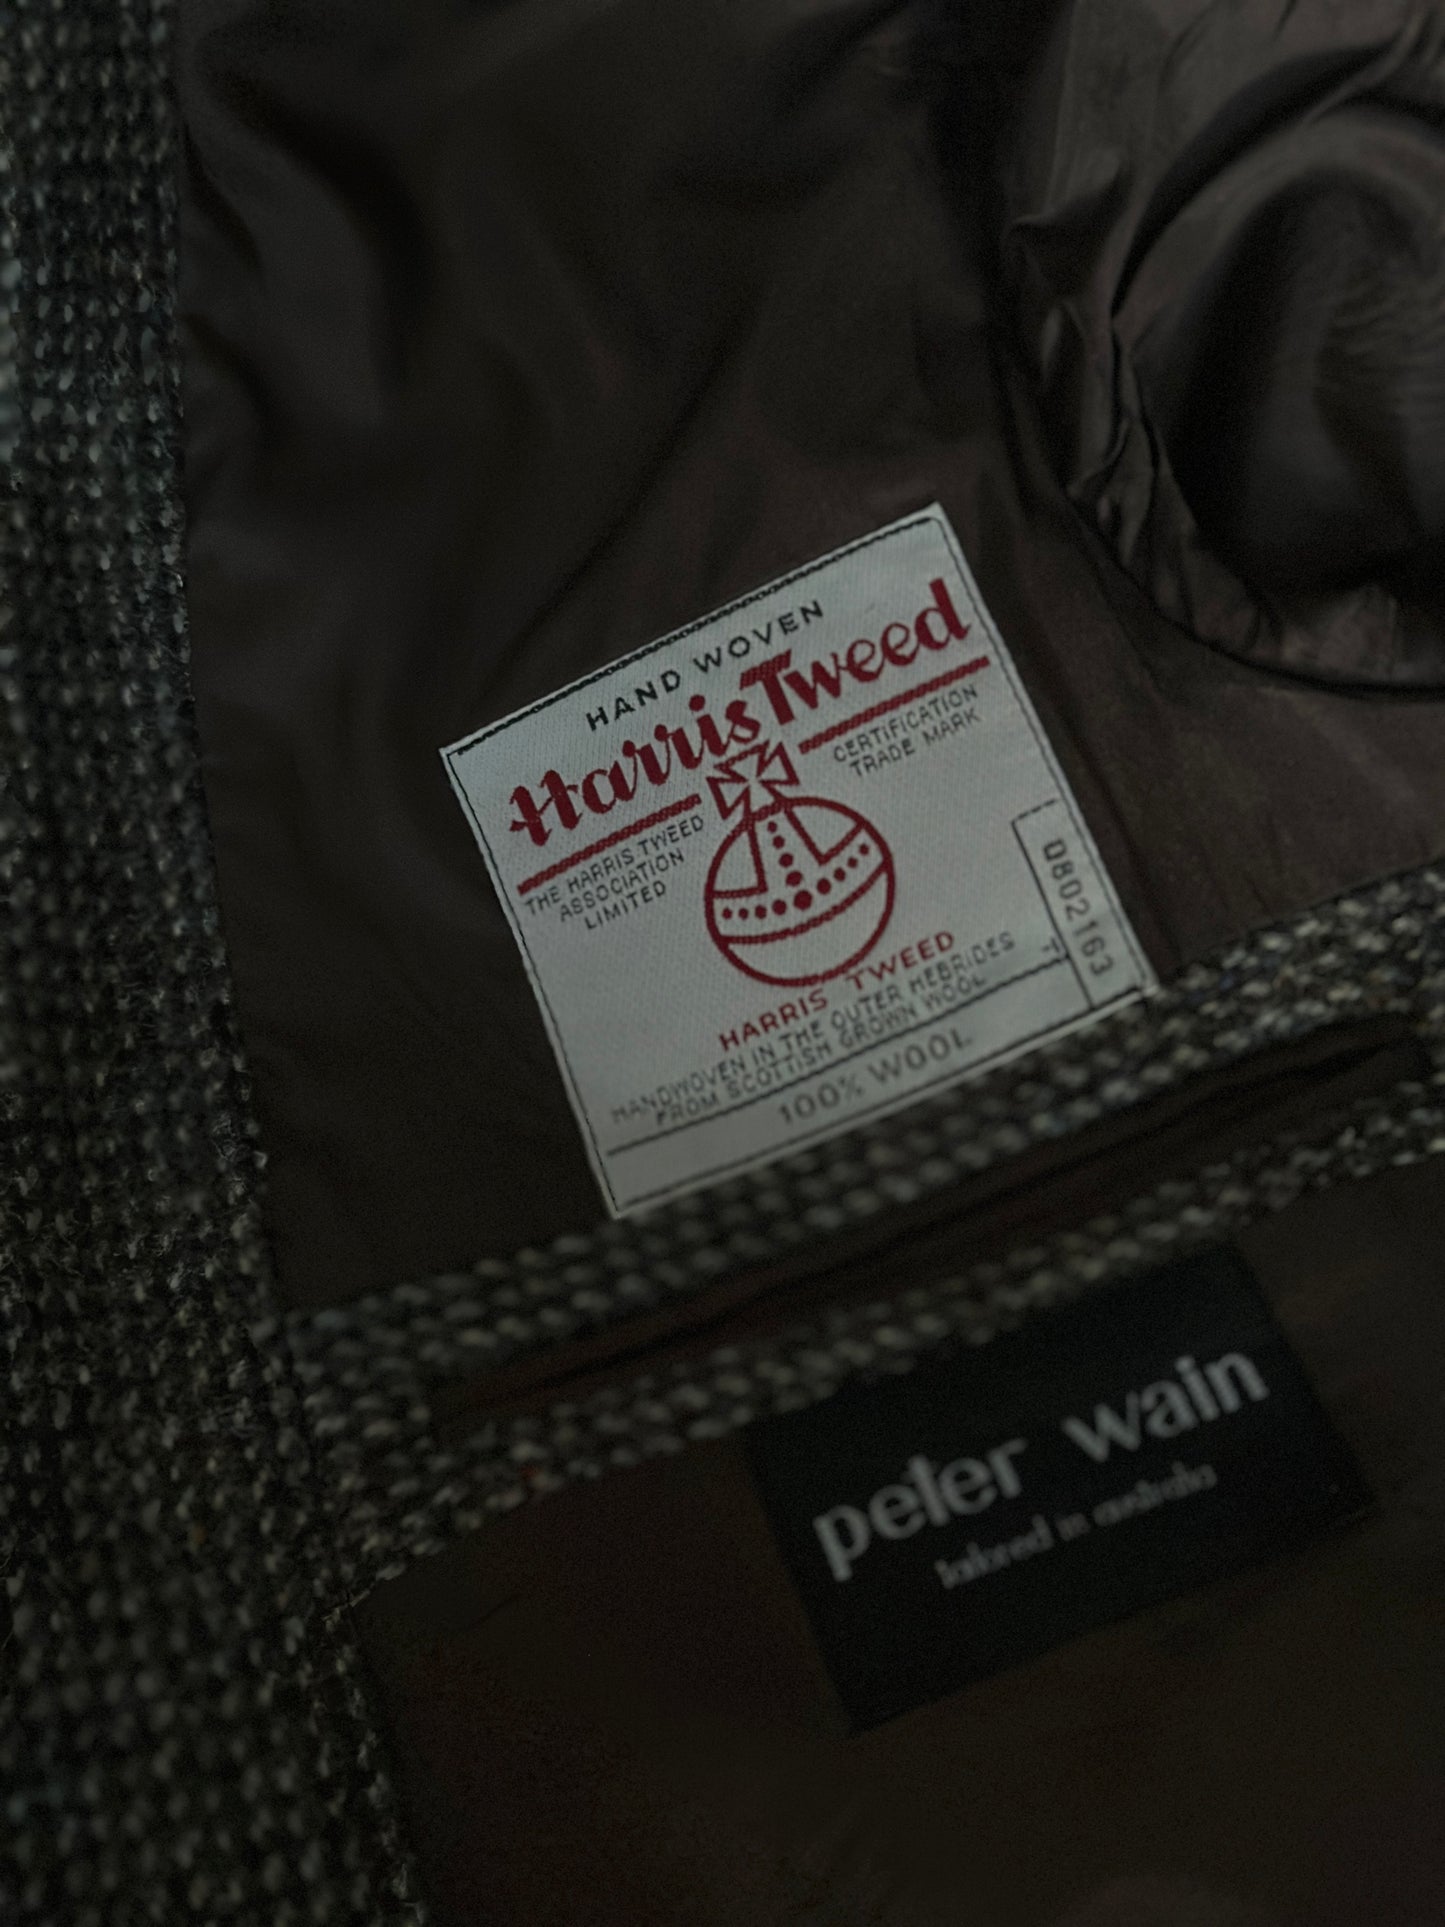 HAND WOVEN
Harris Tweed
THE HARRIS TWEED
ASSOCIATION
LIMITED
CERTIFICATION
TRADE MARK
HARRIS TWEED
HANDWOVEN IN THE OUTER HEBRIDES
FROM SCOTTISH GROWN WOOL
100% WOOL
0802163
peter wain
tailored in australia